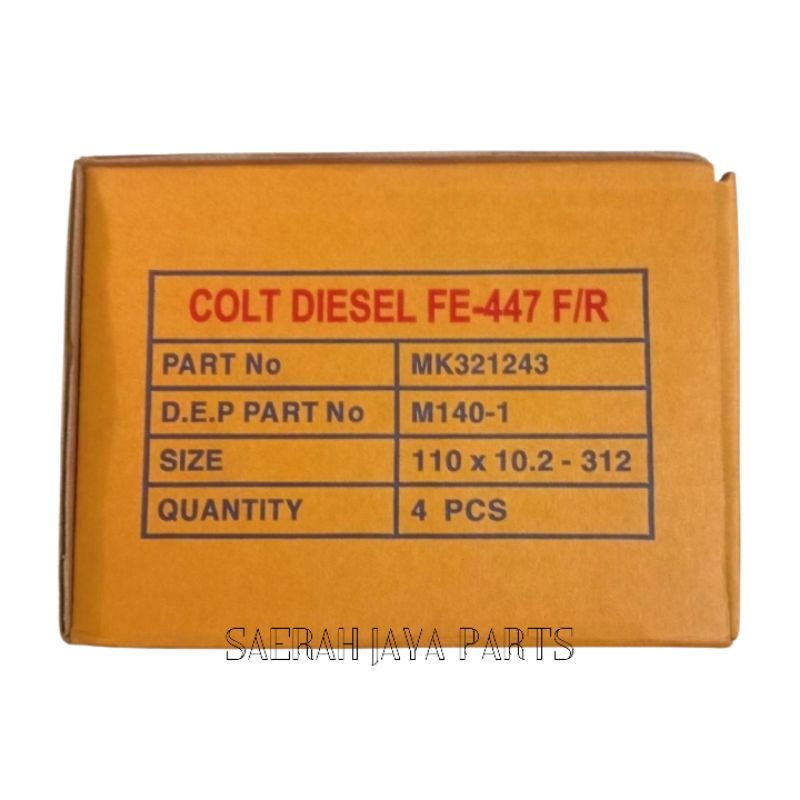 COLT DIESEL FE-447 F/R
PART No MK321243
D.E.P PART No M140-1
SIZE 110 x 10.2 - 312
QUANTITY 4 PCS
SAERAH JAYA PARTS